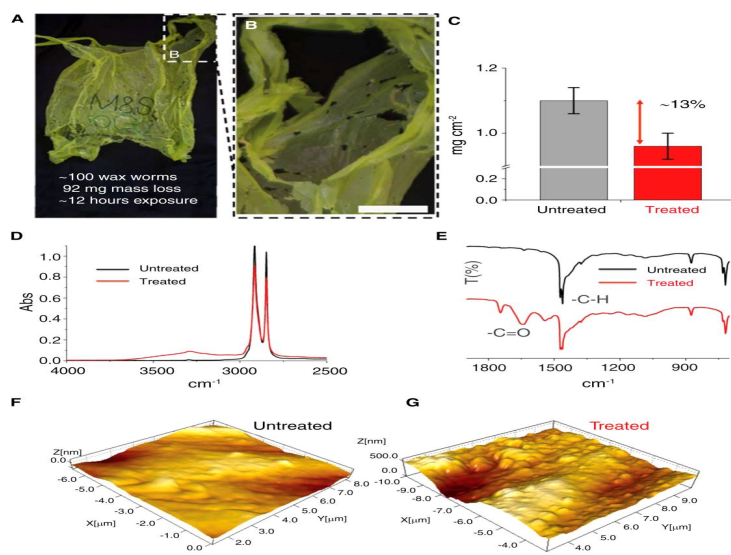 A
B
M&S
~100 wax worms
92 mg mass loss
~12 hours exposure
B
C
mg cm⁻²
1.2
1.0
0.2
0.0
~13%
Untreated
Treated
D
Abs
1.0
0.8
0.6
0.4
0.2
0.0
Untreated
Treated
4000
3500
3000
2500
cm⁻¹
E
T(%)
Untreated
Treated
-C-H
-C=O
1500
1500
900
cm⁻¹
F
Untreated
Z[nm]
0.0
-6.0
-5.0
-4.0
-3.0
-2.0
-1.0
0.0
X[µm]
2.0
3.0
4.0
5.0
6.0
7.0
8.0
Y[µm]
G
Treated
Z[nm]
500.0
0.0
-10.0
-9.0
-8.0
-7.0
-6.0
-5.0
-4.0
X[µm]
4.0
5.0
6.0
7.0
8.0
9.0
Y[µm]